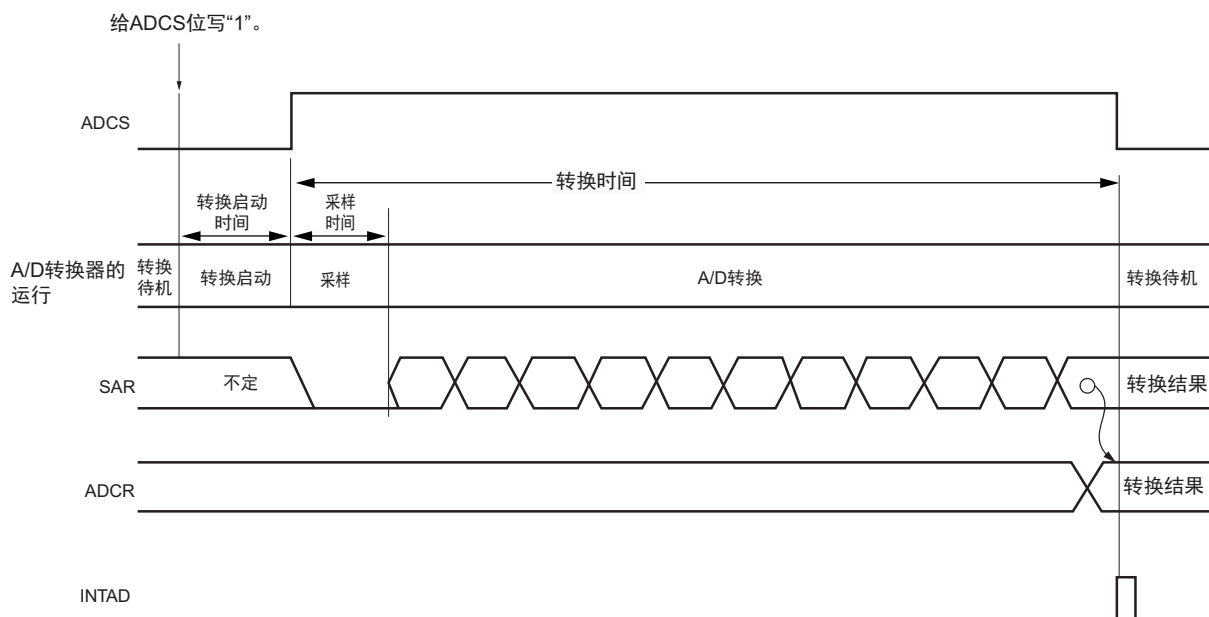 给ADCS位写“1”。
ADCS
转换时间
转换启动
时间
采样
时间
A/D转换器的
运行
转换
待机
转换启动
采样
A/D转换
转换待机
SAR
不定
转换结果
ADCR
转换结果
INTAD